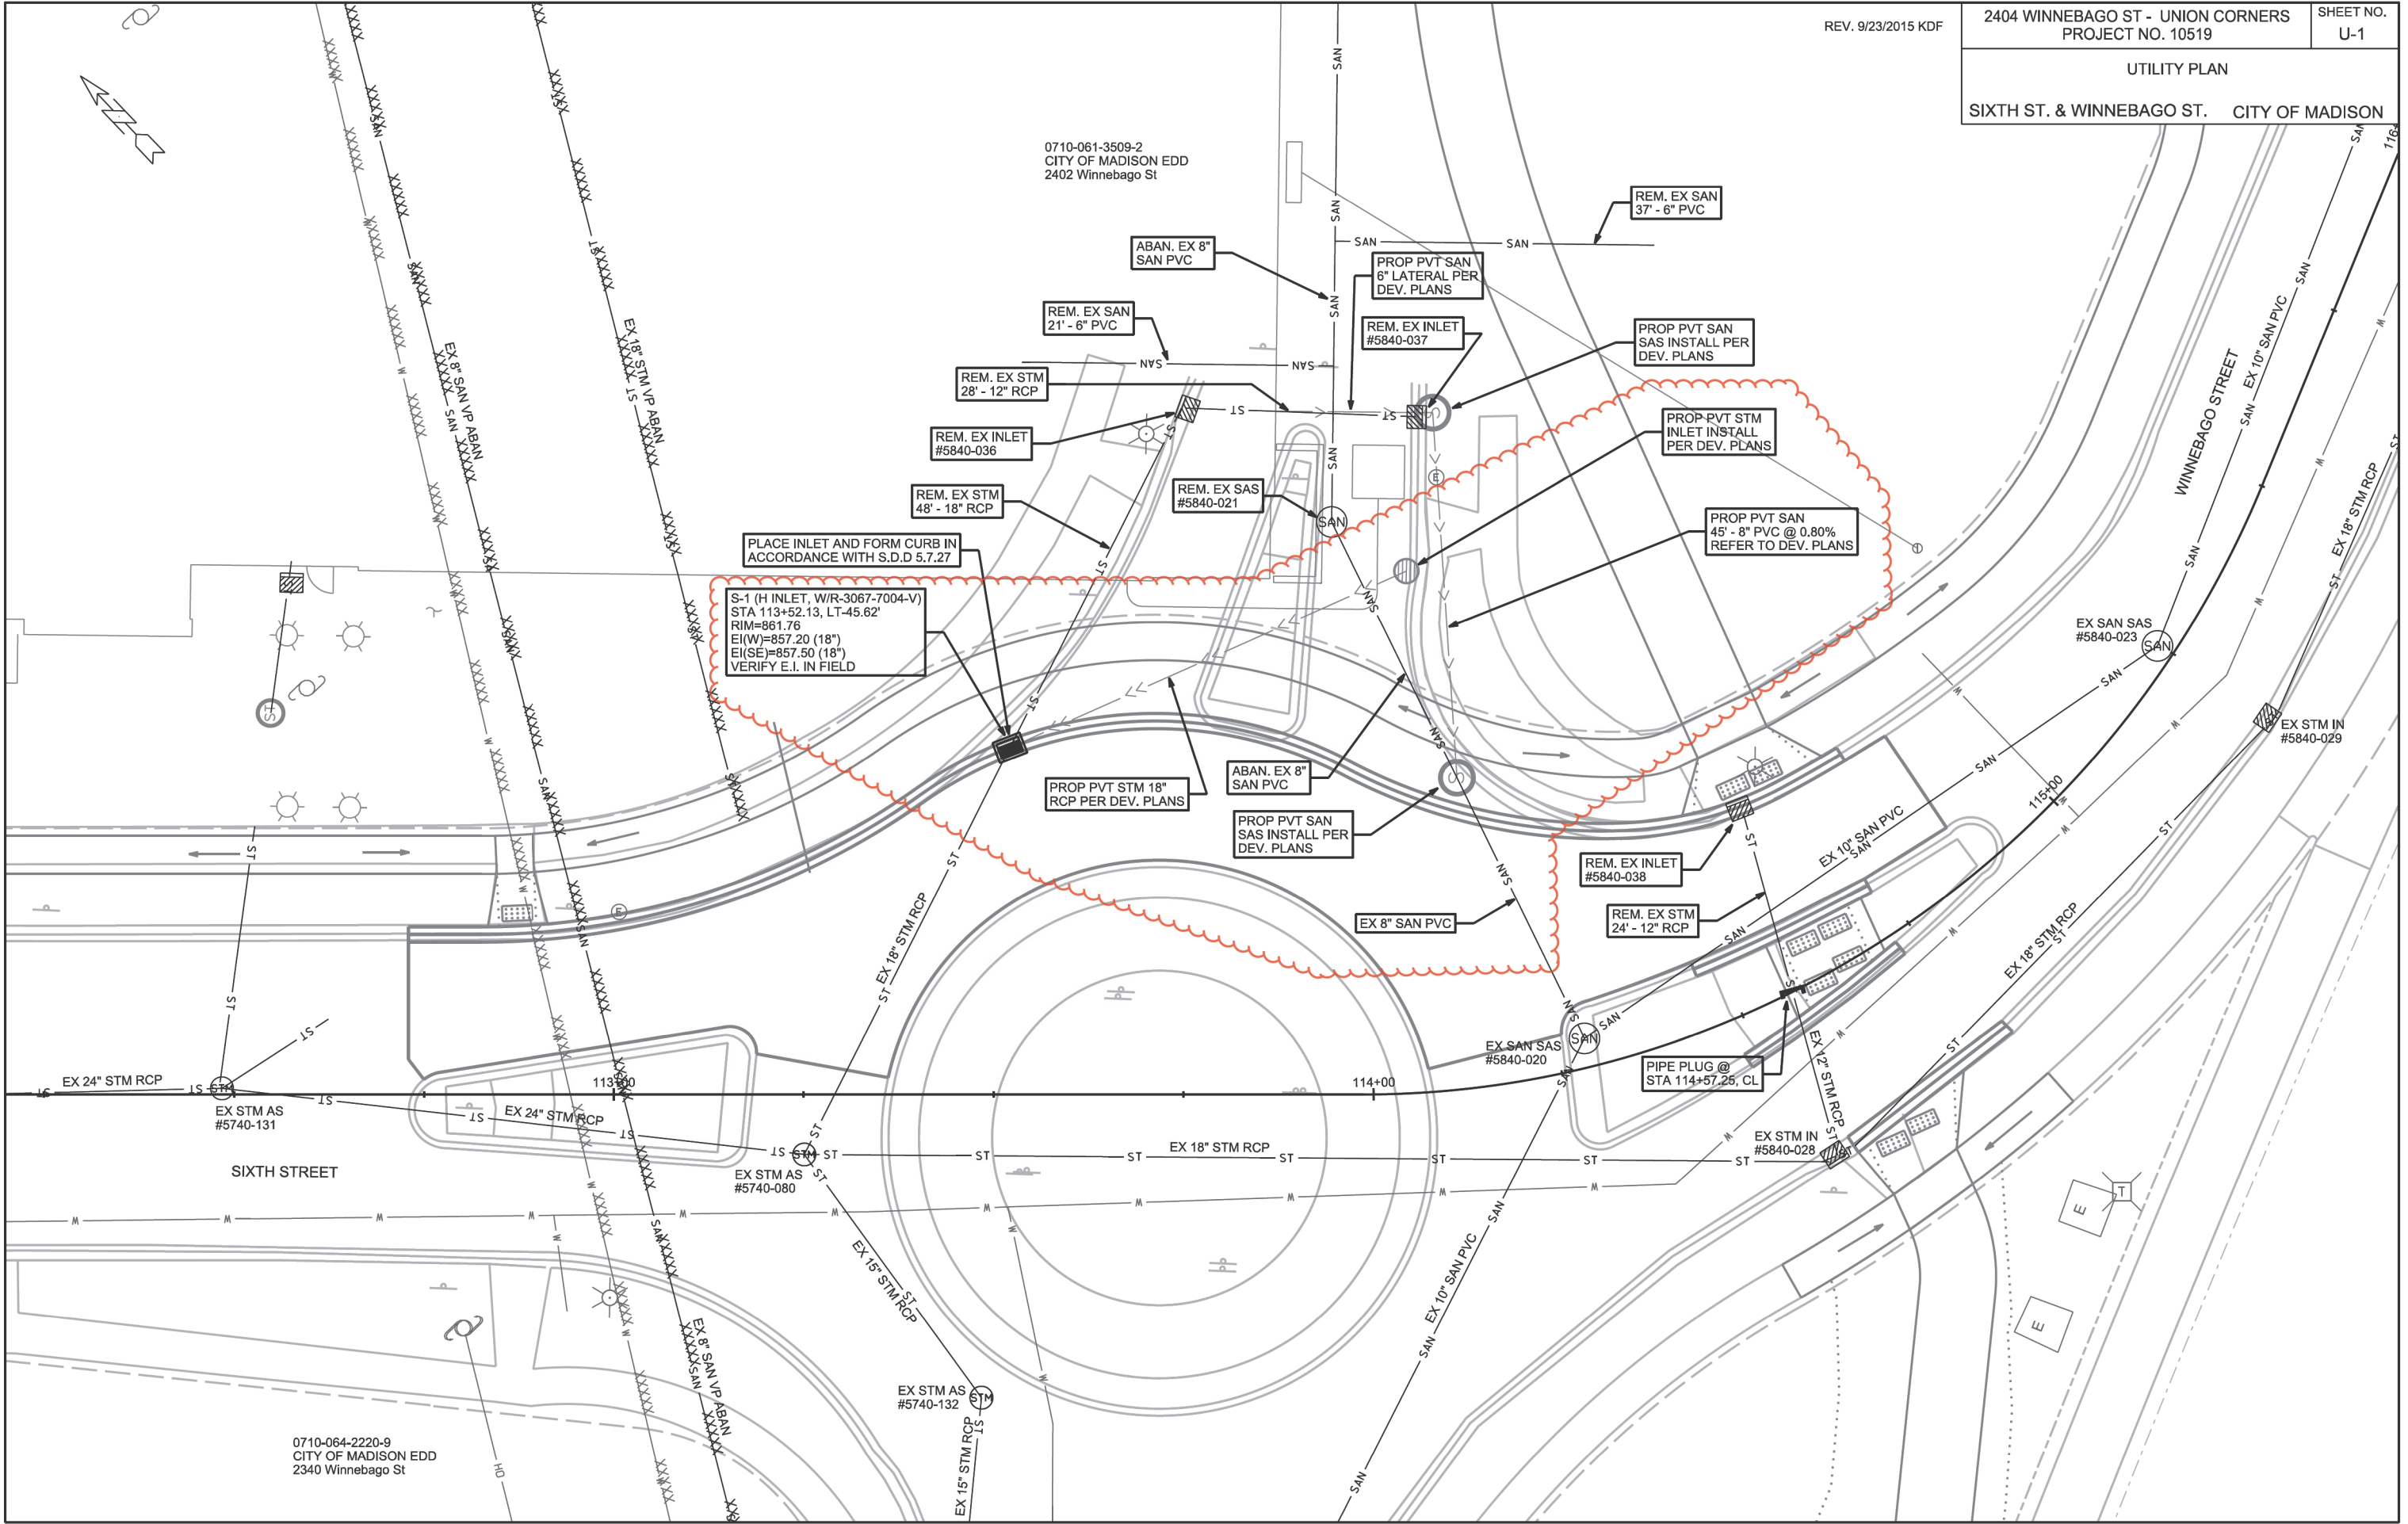 REV. 9/23/2015 KDF
2404 WINNEBAGO ST - UNION CORNERS
PROJECT NO. 10519
SHEET NO.
U-1
UTILITY PLAN
SIXTH ST. & WINNEBAGO ST.
CITY OF MADISON
0710-061-3509-2
CITY OF MADISON EDD
2402 Winnebago St
REM. EX SAN
37' - 6" PVC
ABAN. EX 8"
SAN PVC
PROP PVT SAN
6" LATERAL PER
DEV. PLANS
REM. EX SAN
21' - 6" PVC
REM. EX INLET
#5840-037
PROP PVT SAN
SAS INSTALL PER
DEV. PLANS
REM. EX STM
28' - 12" RCP
REM. EX INLET
#5840-036
PROP PVT STM
INLET INSTALL
PER DEV. PLANS
REM. EX STM
48' - 18" RCP
REM. EX SAS
#5840-021
PROP PVT SAN
45' - 8" PVC @ 0.80%
REFER TO DEV. PLANS
PLACE INLET AND FORM CURB IN
ACCORDANCE WITH S.D.D 5.7.27
S-1 (H INLET, W/R-3067-7004-V)
STA 113+52.13, LT-45.62'
RIM=861.76
EI(W)=857.20 (18")
EI(SE)=857.50 (18")
VERIFY E.I. IN FIELD
EX 8" SAN VP ABAN
EX 18" STM VP ABAN
WINNEBAGO STREET
EX 10" SAN PVC
EX 18" STM RCP
EX SAN SAS
#5840-023
SAN
EX STM IN
#5840-029
PROP PVT STM 18"
RCP PER DEV. PLANS
ABAN. EX 8"
SAN PVC
PROP PVT SAN
SAS INSTALL PER
DEV. PLANS
REM. EX INLET
#5840-038
EX 8" SAN PVC
REM. EX STM
24' - 12" RCP
EX 10" SAN PVC
115+00
EX 18" STM RCP
EX 18" STM RCP
EX SAN SAS
#5840-020
SAN
PIPE PLUG @
STA 114+57.25, CL
EX 12" STM RCP
EX STM IN
#5840-028
EX 24" STM RCP
STM
EX STM AS
#5740-131
113+00
114+00
EX 24" STM RCP
STM
EX STM AS
#5740-080
ST
EX 18" STM RCP
ST
SIXTH STREET
W
EX 15" STM RCP
EX 10" SAN PVC
EX 8" SAN VP ABAN
EX STM AS
#5740-132
STM
EX 15" STM RCP
0710-064-2220-9
CITY OF MADISON EDD
2340 Winnebago St
OH
E
E
T